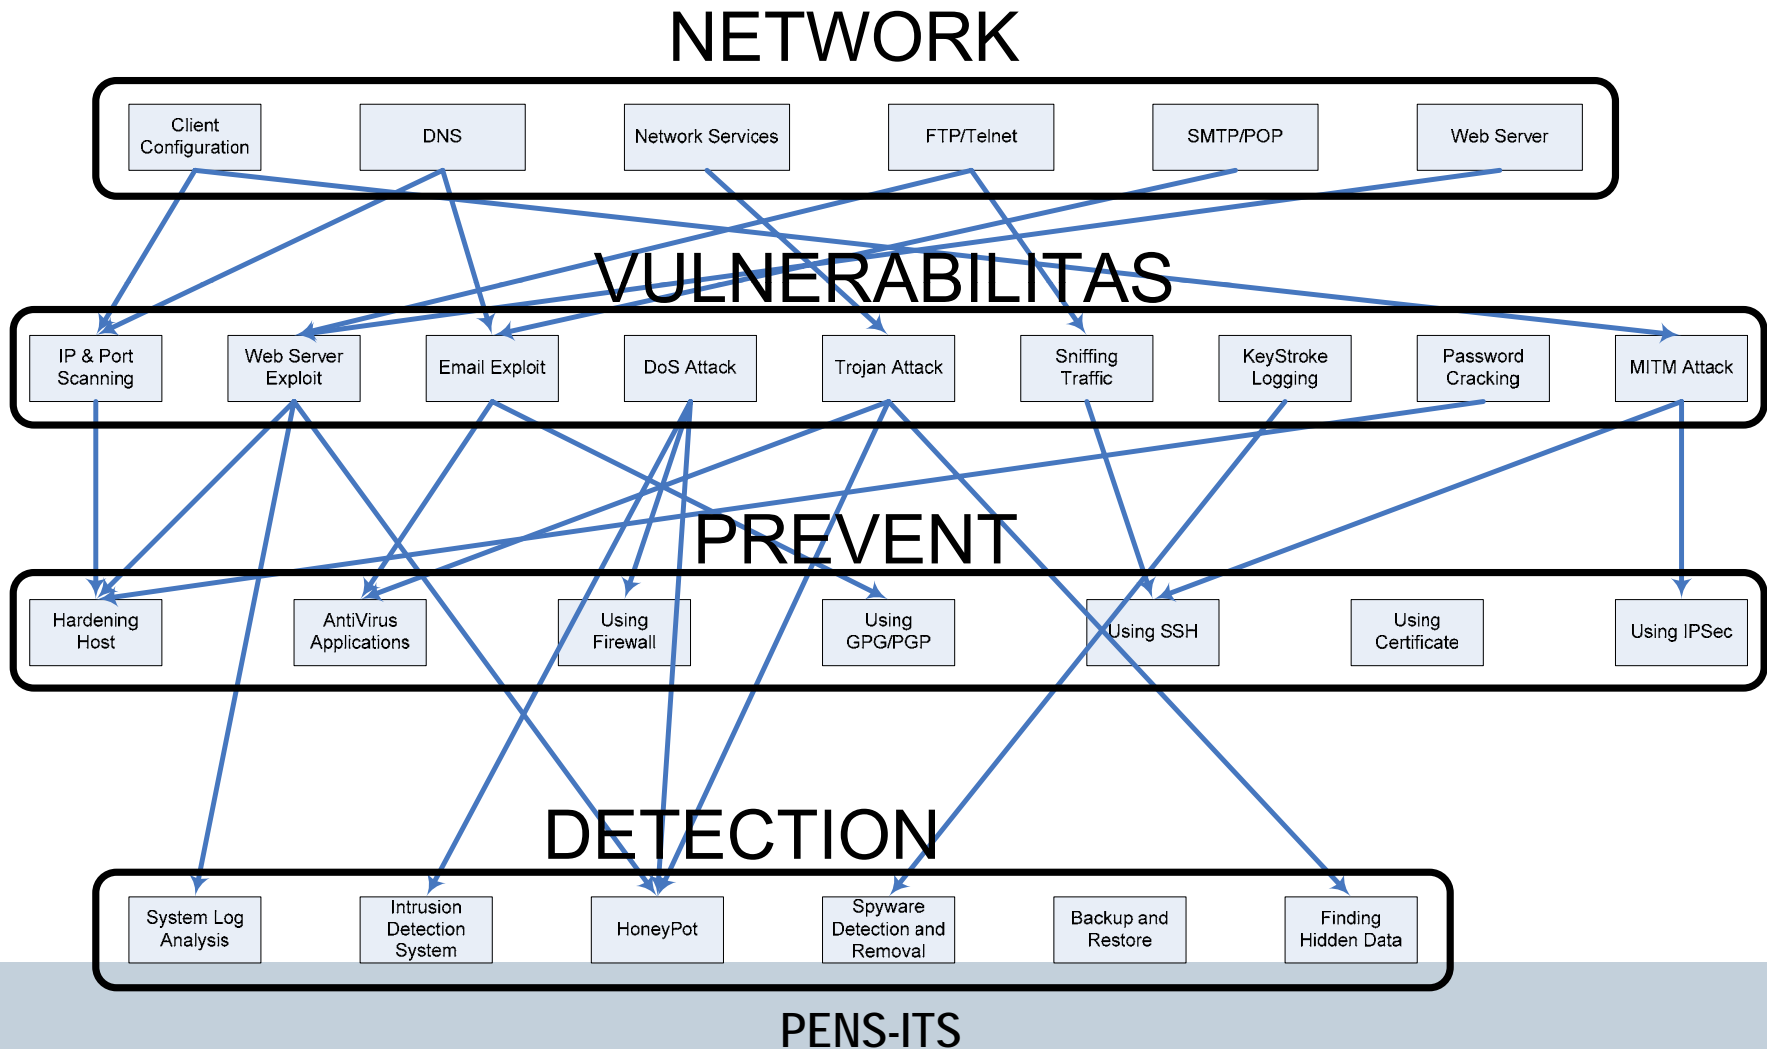 NETWORK
Client
Configuration
DNS
Network Services
FTP/Telnet
SMTP/POP
Web Server
VULNERABILITAS
IP & Port
Scanning
Web Server
Exploit
Email Exploit
DoS Attack
Trojan Attack
Sniffing
Traffic
KeyStroke
Logging
Password
Cracking
MITM Attack
PREVENT
Hardening
Host
AntiVirus
Applications
Using
Firewall
Using
GPG/PGP
Using SSH
Using
Certificate
Using IPSec
DETECTION
System Log
Analysis
Intrusion
Detection
System
HoneyPot
Spyware
Detection and
Removal
Backup and
Restore
Finding
Hidden Data
PENS-ITS